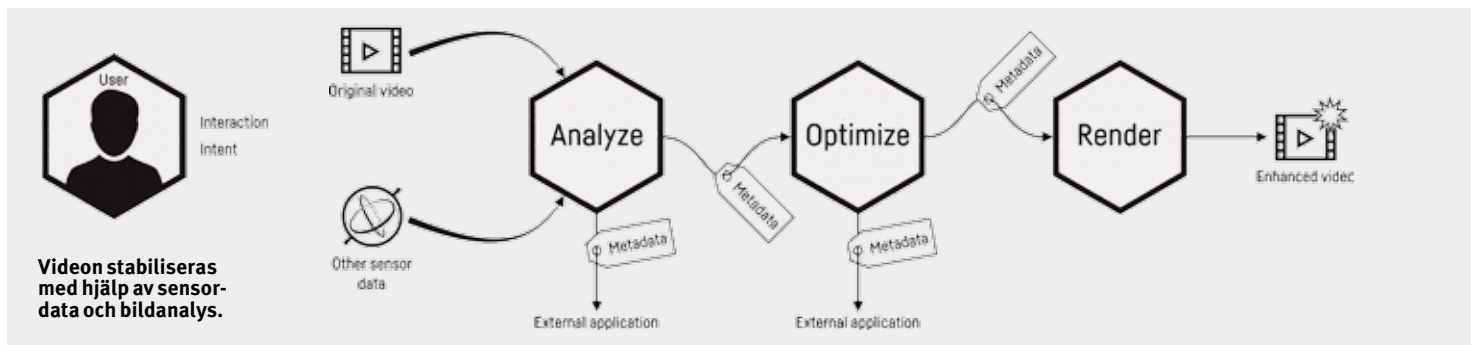 User
Interaction
Intent
Original video
Other sensor
data
Analyze
Metadata
External application
Metadata
Optimize
Metadata
External application
Metadata
Render
Enhanced video
Videon stabiliseras
med hjälp av sensor-
data och bildanalys.